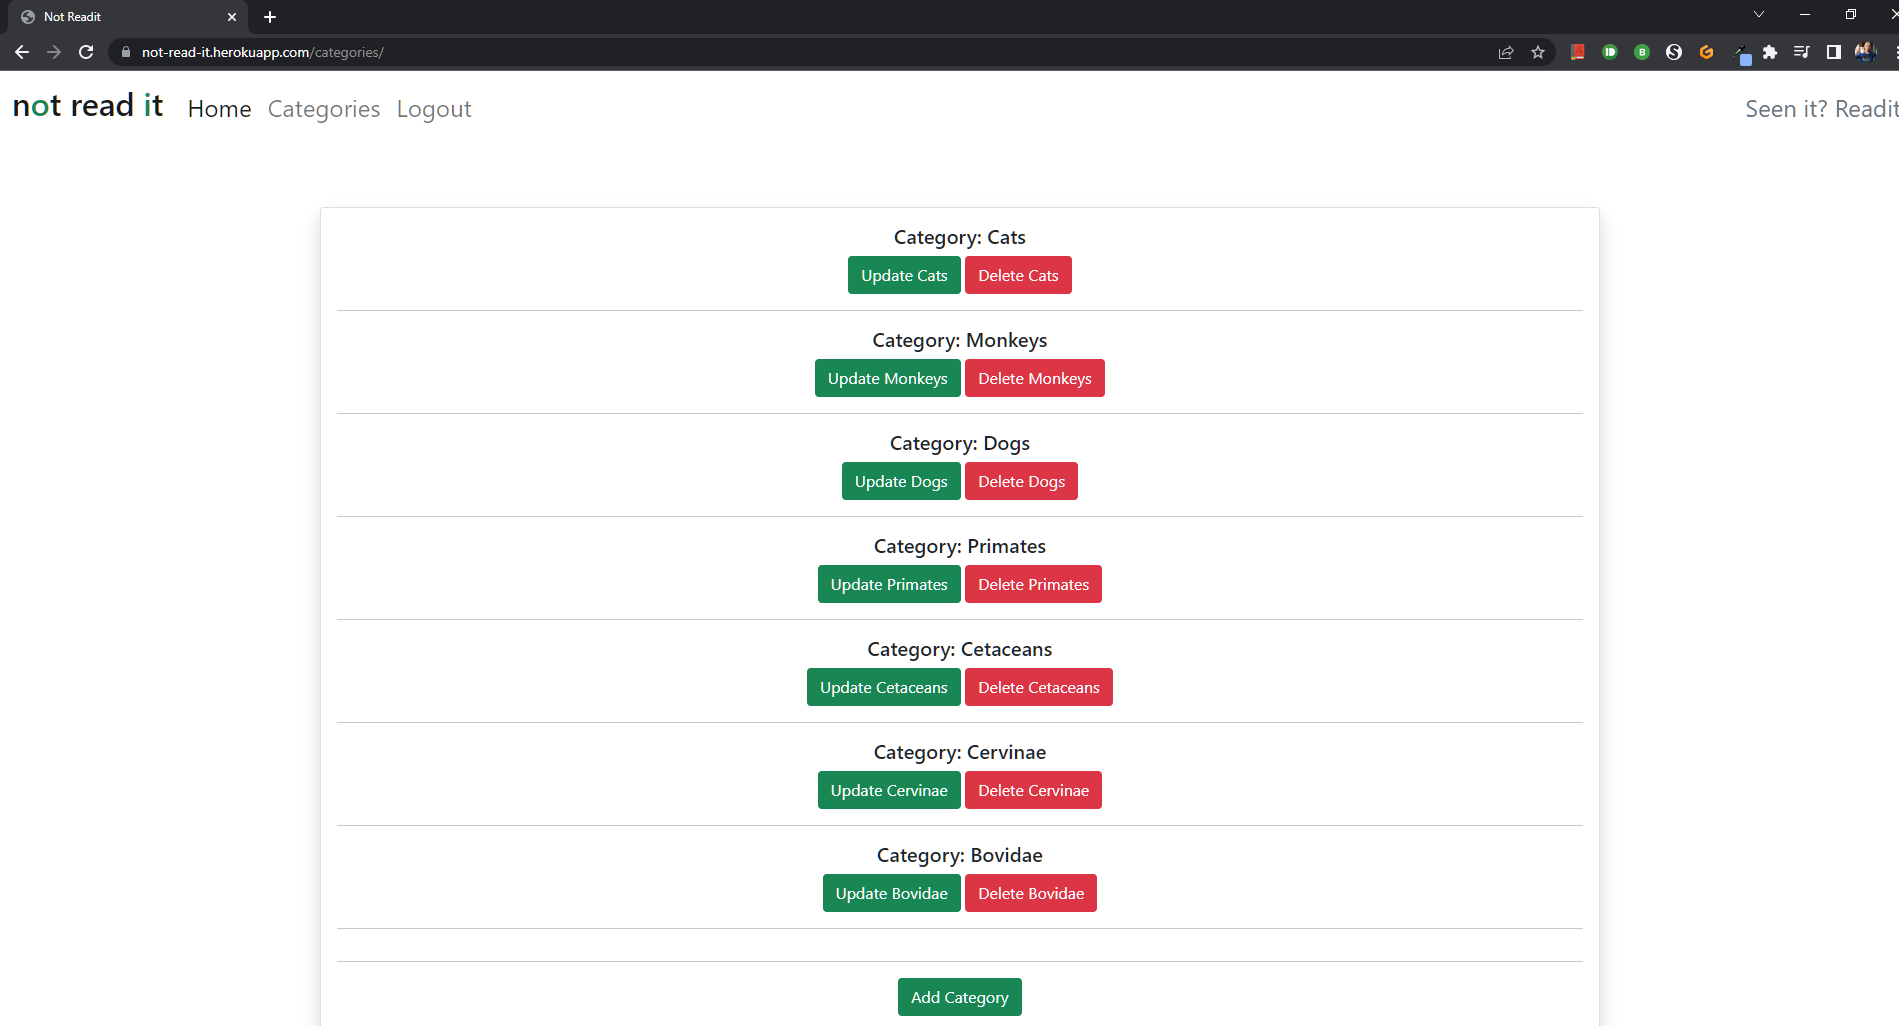 Not Readit
not-read-it.herokuapp.com/categories/
not read it Home Categories Logout Seen it? Readit
Category: Cats
Update Cats Delete Cats
Category: Monkeys
Update Monkeys Delete Monkeys
Category: Dogs
Update Dogs Delete Dogs
Category: Primates
Update Primates Delete Primates
Category: Cetaceans
Update Cetaceans Delete Cetaceans
Category: Cervinae
Update Cervinae Delete Cervinae
Category: Bovidae
Update Bovidae Delete Bovidae
Add Category